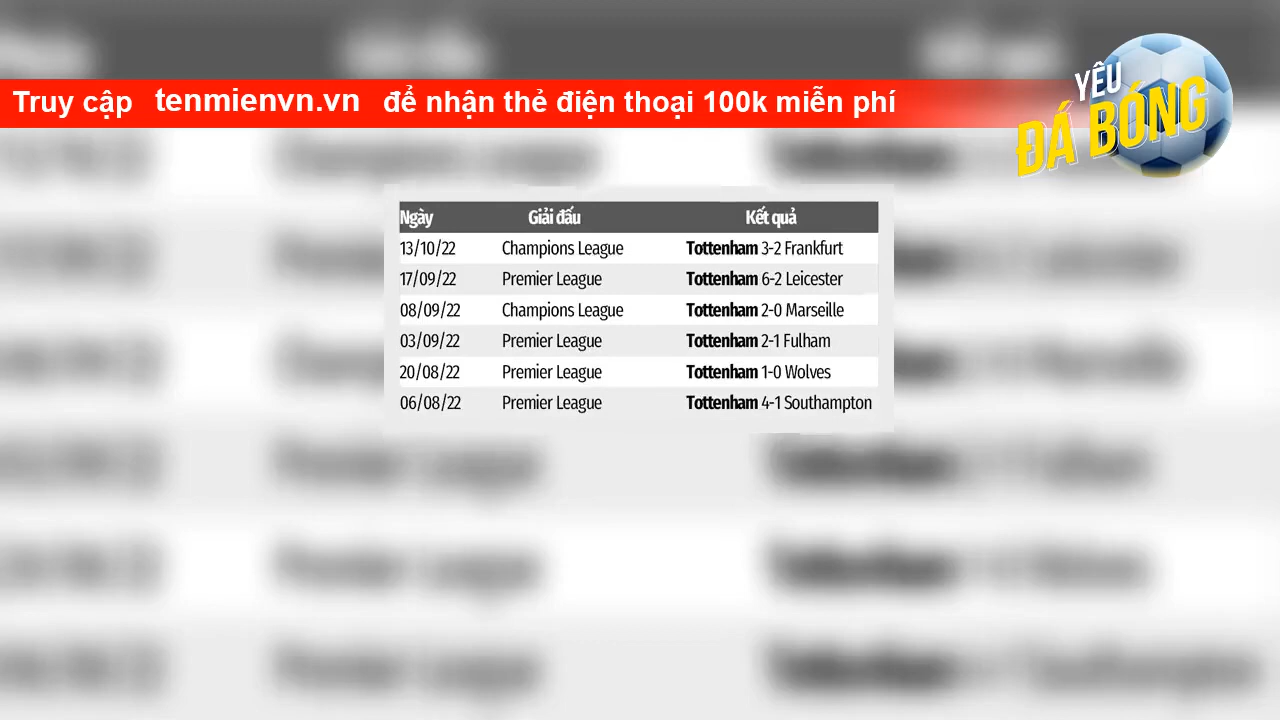 Truy cập tenmienvn.vn để nhận thẻ điện thoại 100k miễn phí
YÊU
ĐÁ BÓNG
Ngày Giải đấu Kết quả
13/10/22 Champions League Tottenham 3-2 Frankfurt
17/09/22 Premier League Tottenham 6-2 Leicester
08/09/22 Champions League Tottenham 2-0 Marseille
03/09/22 Premier League Tottenham 2-1 Fulham
20/08/22 Premier League Tottenham 1-0 Wolves
06/08/22 Premier League Tottenham 4-1 Southampton